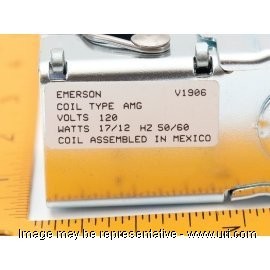 EMERSON V1906
COIL TYPE AMG
VOLTS 120
WATTS 17/12 HZ 50/60
COIL ASSEMBLED IN MEXICO
Image may be representative - www.urt.com